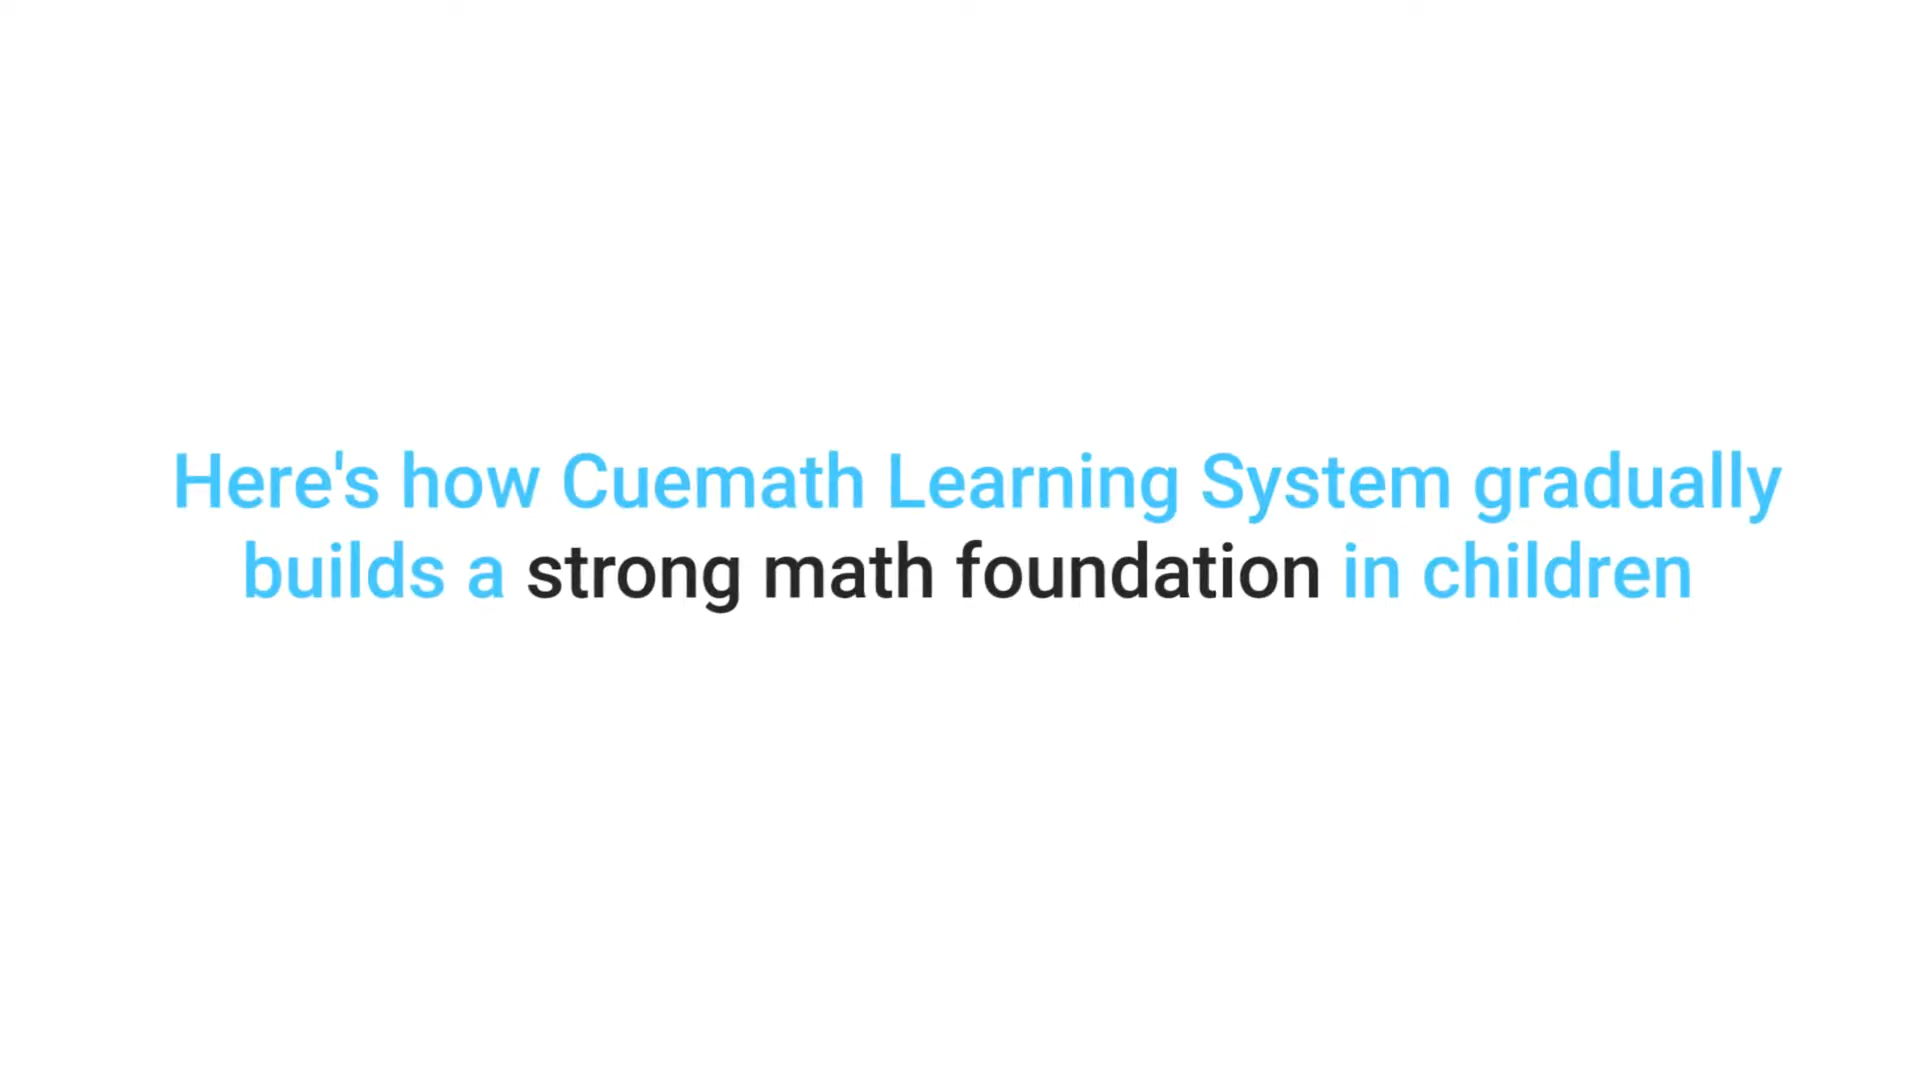 Here's how Cuemath Learning System gradually
builds a strong math foundation in children